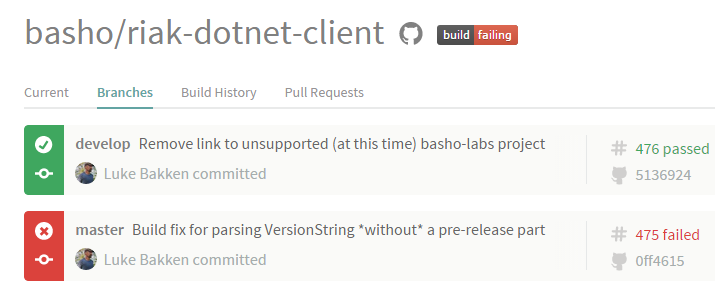 basho/riak-dotnet-client build failing
Current Branches Build History Pull Requests
develop Remove link to unsupported (at this time) basho-labs project
476 passed
Luke Bakken committed
5136924
master Build fix for parsing VersionString *without* a pre-release part
475 failed
Luke Bakken committed
0ff4615